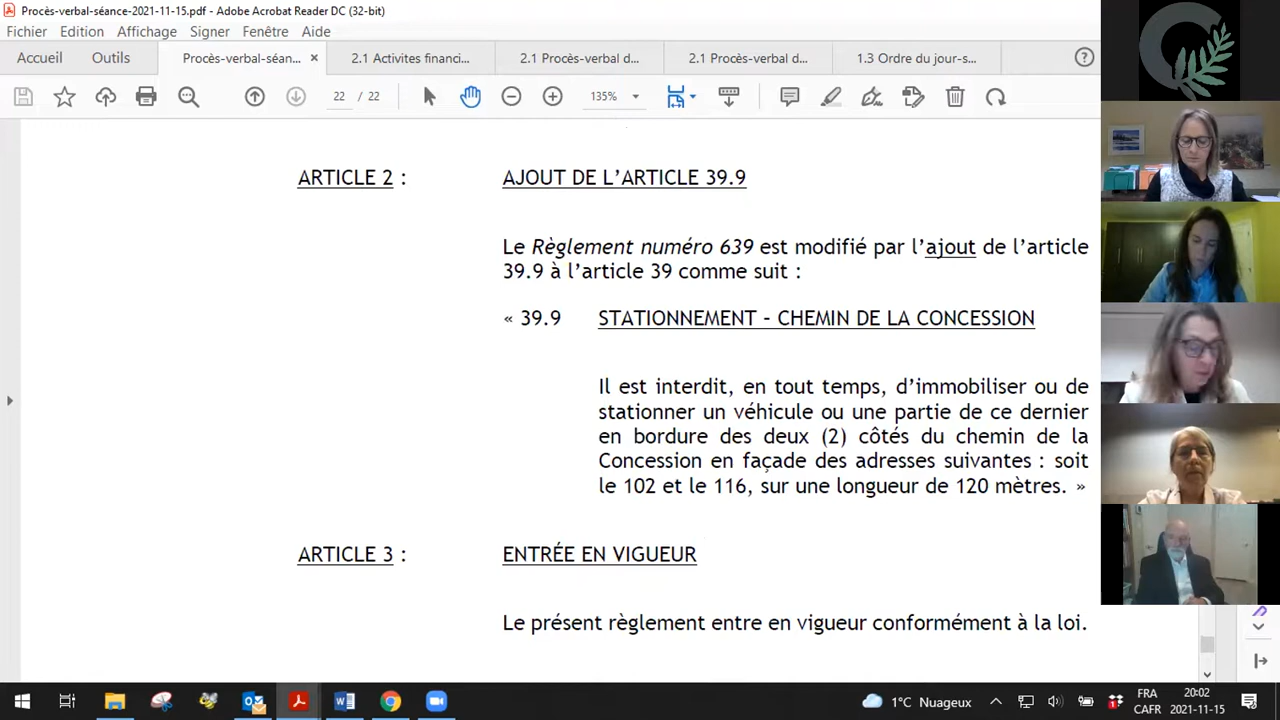 Procès-verbal-séance-2021-11-15.pdf - Adobe Acrobat Reader DC (32-bit)
Fichier Edition Affichage Signer Fenêtre Aide
Accueil Outils Procès-verbal-séan... × 2.1 Activites financi... 2.1 Procès-verbal d... 2.1 Procès-verbal d... 1.3 Ordre du jour-s...
22 / 22 135%
ARTICLE 2 : AJOUT DE L’ARTICLE 39.9
Le Règlement numéro 639 est modifié par l’ajout de l’article
39.9 à l’article 39 comme suit :
« 39.9 STATIONNEMENT – CHEMIN DE LA CONCESSION
Il est interdit, en tout temps, d’immobiliser ou de
stationner un véhicule ou une partie de ce dernier
en bordure des deux (2) côtés du chemin de la
Concession en façade des adresses suivantes : soit
le 102 et le 116, sur une longueur de 120 mètres. »
ARTICLE 3 : ENTRÉE EN VIGUEUR
Le présent règlement entre en vigueur conformément à la loi.
1°C Nuageux
FRA
CAFR
20:02
2021-11-15